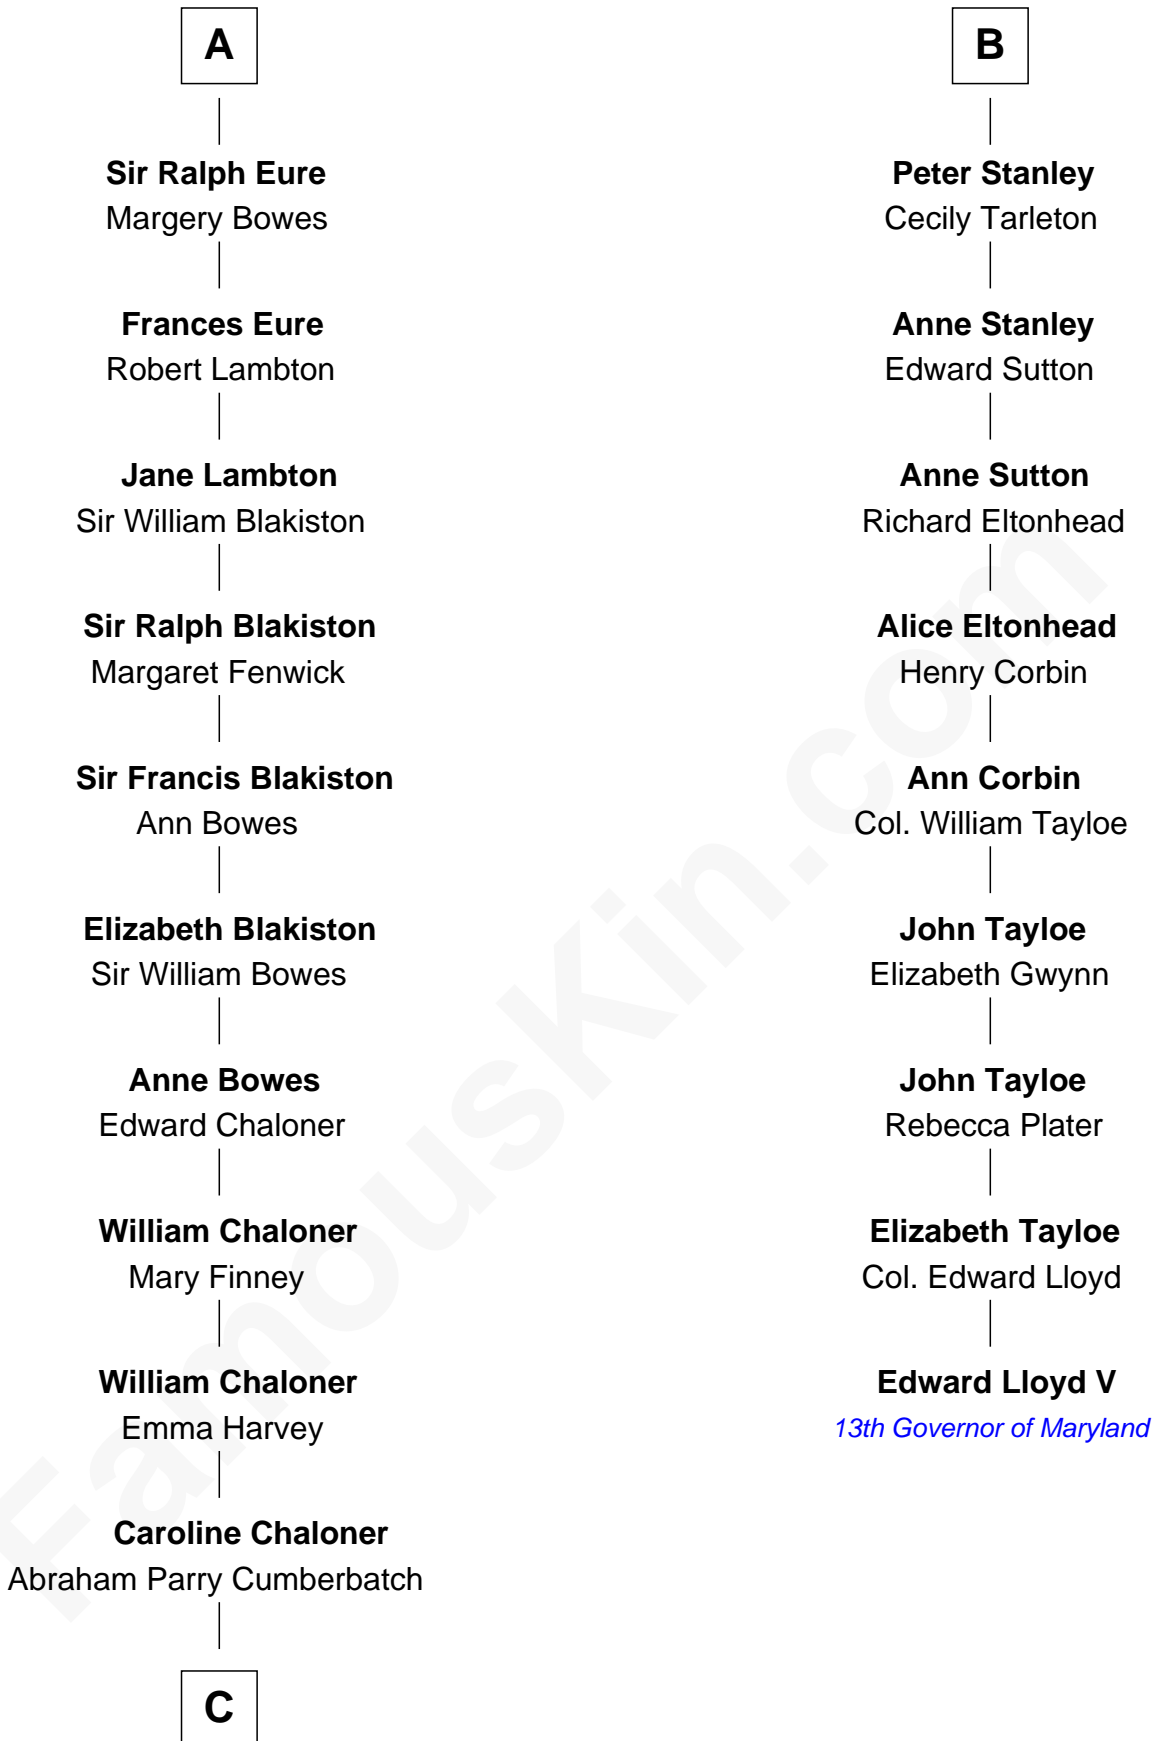 A
Sir Ralph Eure
Margery Bowes
Frances Eure
Robert Lambton
Jane Lambton
Sir William Blakiston
Sir Ralph Blakiston
Margaret Fenwick
Sir Francis Blakiston
Ann Bowes
Elizabeth Blakiston
Sir William Bowes
Anne Bowes
Edward Chaloner
William Chaloner
Mary Finney
William Chaloner
Emma Harvey
Caroline Chaloner
Abraham Parry Cumberbatch
C
B
Peter Stanley
Cecily Tarleton
Anne Stanley
Edward Sutton
Anne Sutton
Richard Eltonhead
Alice Eltonhead
Henry Corbin
Ann Corbin
Col. William Tayloe
John Tayloe
Elizabeth Gwynn
John Tayloe
Rebecca Plater
Elizabeth Tayloe
Col. Edward Lloyd
Edward Lloyd V
13th Governor of Maryland
FamousKin.com